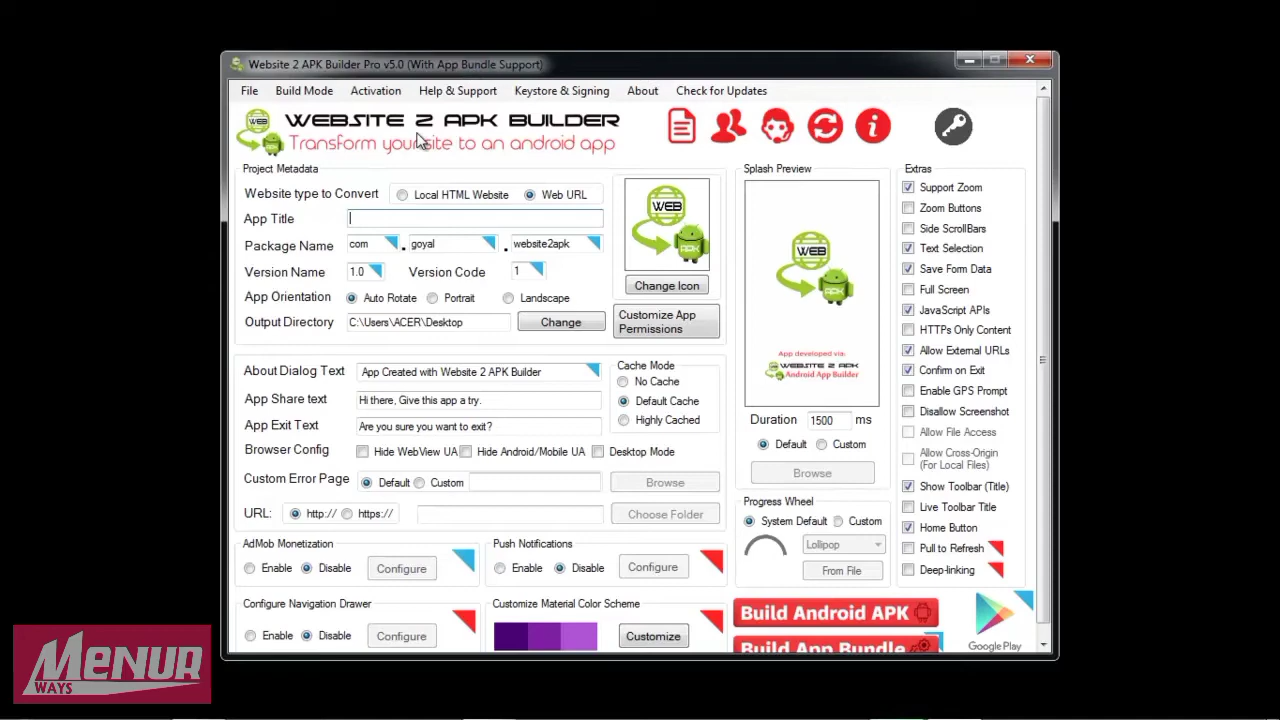 Website 2 APK Builder Pro v5.0 (With App Bundle Support)
File Build Mode Activation Help & Support Keystore & Signing About Check for Updates
WEB
WEBSITE 2 APK BUILDER
Transform your site to an android app
Project Metadata
Website type to Convert Local HTML Website Web URL
App Title
Package Name com . goyal . website2apk
Version Name 1.0 Version Code 1
App Orientation Auto Rotate Portrait Landscape
Output Directory C:\Users\ACER\Desktop Change
WEB
APK
Change Icon
Customize App
Permissions
About Dialog Text App Created with Website 2 APK Builder
App Share text Hi there, Give this app a try.
App Exit Text Are you sure you want to exit?
Browser Config Hide WebView UA Hide Android/Mobile UA Desktop Mode
Custom Error Page Default Custom Browse
URL: http:// https:// Choose Folder
Cache Mode
No Cache
Default Cache
Highly Cached
AdMob Monetization
Enable Disable Configure
Push Notifications
Enable Disable Configure
Configure Navigation Drawer
Enable Disable Configure
Customize Material Color Scheme
Customize
Splash Preview
WEB
APK
App developed via:
WEBSITE 2 APK
Android App Builder
Duration 1500 ms
Default Custom
Browse
Progress Wheel
System Default Custom
Lollipop
From File
Build Android APK
Build App Bundle
Extras
Support Zoom
Zoom Buttons
Side ScrollBars
Text Selection
Save Form Data
Full Screen
JavaScript APIs
HTTPs Only Content
Allow External URLs
Confirm on Exit
Enable GPS Prompt
Disallow Screenshot
Allow File Access
Allow Cross-Origin
(For Local Files)
Show Toolbar (Title)
Live Toolbar Title
Home Button
Pull to Refresh
Deep-linking
Google Play
MENUR
WAYS